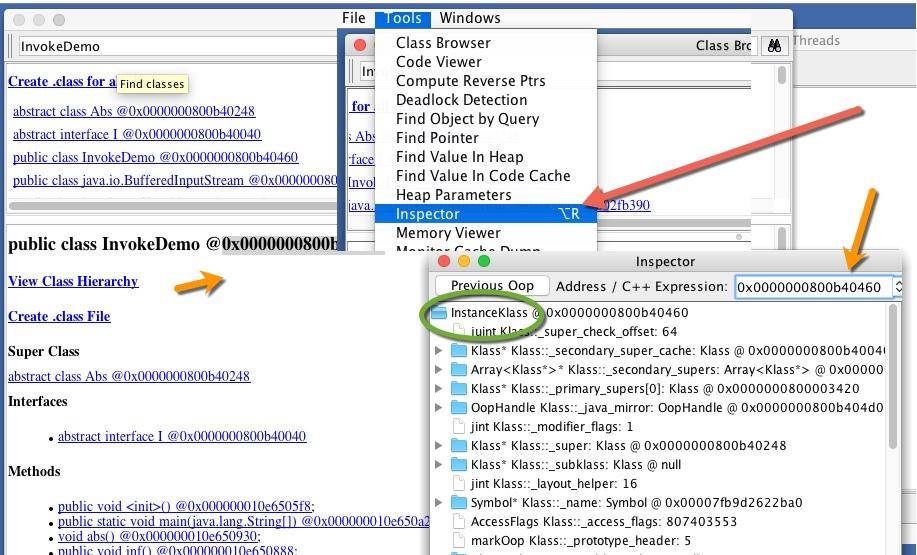 File Tools Windows
InvokeDemo
Create .class for a
Find classes
abstract class Abs @0x0000000800b40248
abstract interface I @0x0000000800b40040
public class InvokeDemo @0x0000000800b40460
public class java.io.BufferedInputStream @0x000000080
Class Bro
Threads
for
Class Browser
Code Viewer
Compute Reverse Ptrs
Deadlock Detection
Find Object by Query
Find Pointer
Find Value In Heap
Find Value In Code Cache
Heap Parameters
Inspector ⌥R
Memory Viewer
Monitor Cache Dump
s Abs
java.
2fb390
public class InvokeDemo @0x0000000800b
View Class Hierarchy
Create .class File
Super Class
abstract class Abs @0x0000000800b40248
Interfaces
• abstract interface I @0x0000000800b40040
Methods
• public void <init>() @0x000000010e6505f8;
• public static void main(java.lang.String[]) @0x000000010e650a2
• void abs() @0x000000010e650930;
• public void inf() @0x000000010e650888;
Inspector
Previous Oop Address / C++ Expression: 0x0000000800b40460
InstanceKlass @ 0x0000000800b40460
juint Klass::_super_check_offset: 64
Klass* Klass::_secondary_super_cache: Klass @ 0x0000000800b4004
Array<Klass*>* Klass::_secondary_supers: Array<Klass*> @ 0x00000
Klass* Klass::_primary_supers[0]: Klass @ 0x0000000800003420
OopHandle Klass::_java_mirror: OopHandle @ 0x0000000800b404d0
jint Klass::_modifier_flags: 1
Klass* Klass::_super: Klass @ 0x0000000800b40248
Klass* Klass::_subklass: Klass @ null
jint Klass::_layout_helper: 16
Symbol* Klass::_name: Symbol @ 0x00007fb9d2622ba0
AccessFlags Klass::_access_flags: 807403553
markOop Klass::_prototype_header: 5